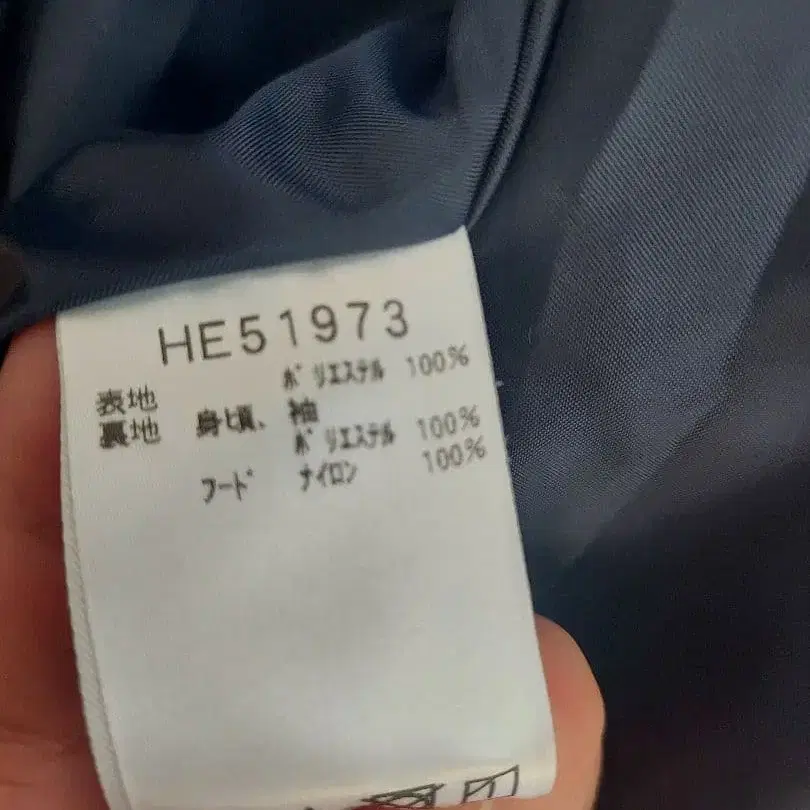 HE51973
表地 ポリエステル 100%
裏地 身頃、袖
ポリエステル 100%
フード ナイロン 100%